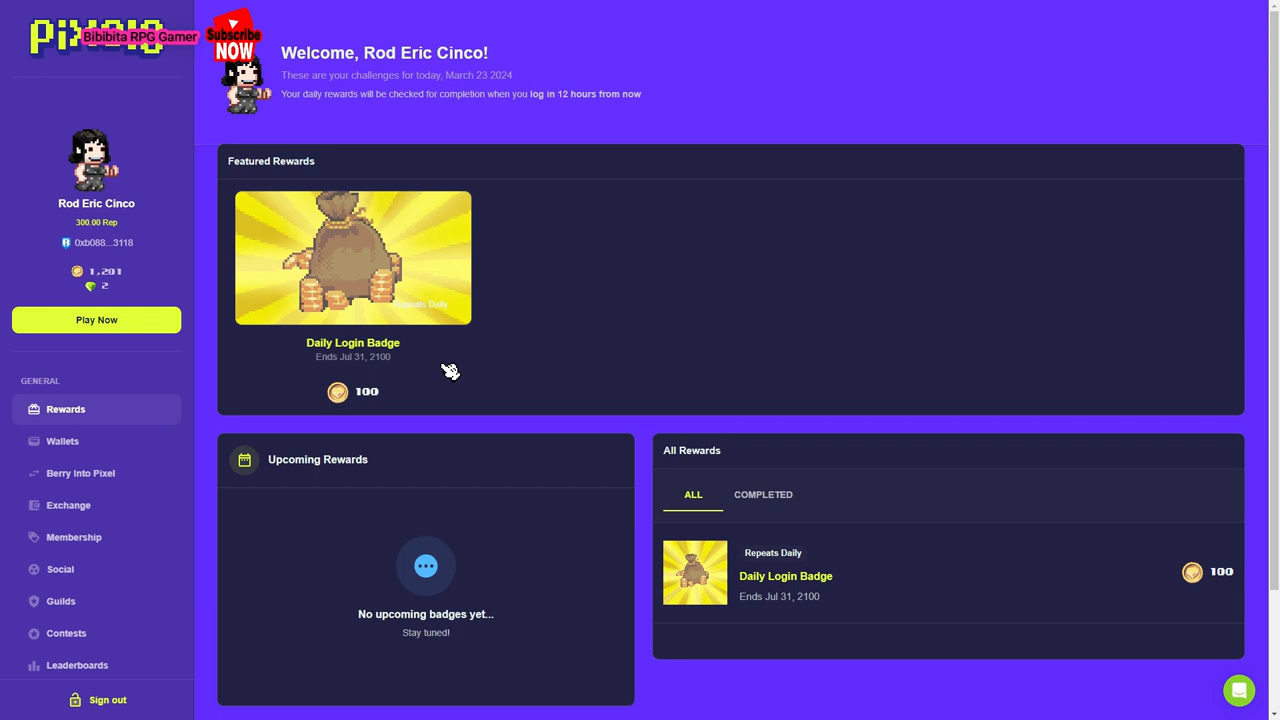 Bibibita RPG Gamer
Subscribe
NOW
Welcome, Rod Eric Cinco!
These are your challenges for today, March 23 2024
Your daily rewards will be checked for completion when you log in 12 hours from now
Rod Eric Cinco
300.00 Rep
0xb088...3118
1,201
2
Play Now
GENERAL
Rewards
Wallets
Berry Into Pixel
Exchange
Membership
Social
Guilds
Contests
Leaderboards
Sign out
Featured Rewards
Repeats Daily
Daily Login Badge
Ends Jul 31, 2100
100
Upcoming Rewards
No upcoming badges yet...
Stay tuned!
All Rewards
ALL COMPLETED
Repeats Daily
Daily Login Badge
100
Ends Jul 31, 2100